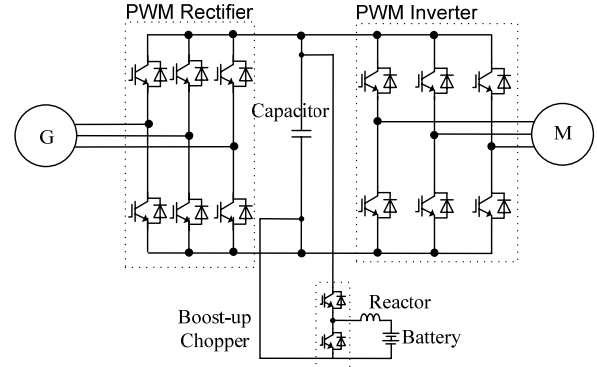 PWM Rectifier
PWM Inverter
Capacitor
G
M
Reactor
Boost-up
Chopper
Battery